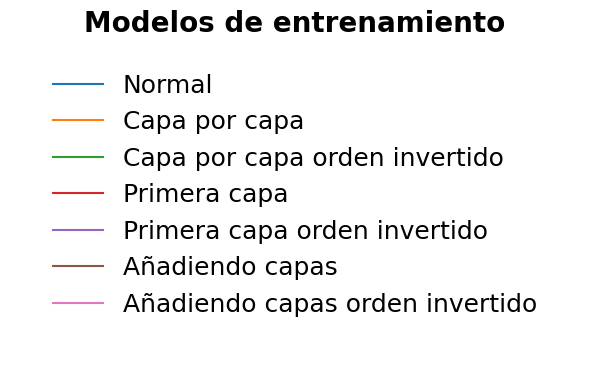 Modelos de entrenamiento
Normal
Capa por capa
Capa por capa orden invertido
Primera capa
Primera capa orden invertido
Añadiendo capas
Añadiendo capas orden invertido